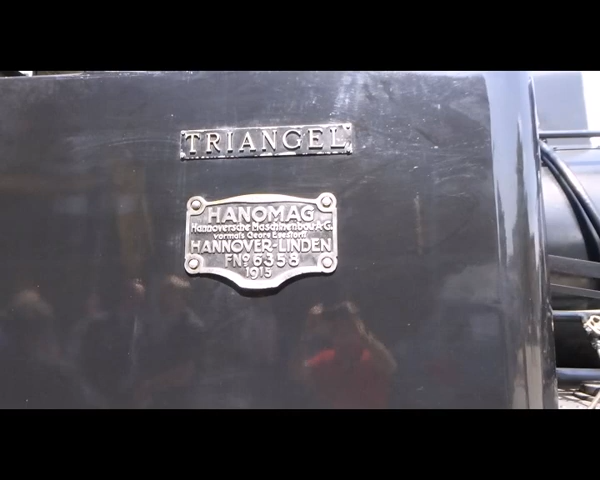 TRIANGEL
HANOMAG
Hannoversche Maschinenbau A.G.
vormals Georg Egestorff
HANNOVER-LINDEN
FNº 6358
1915